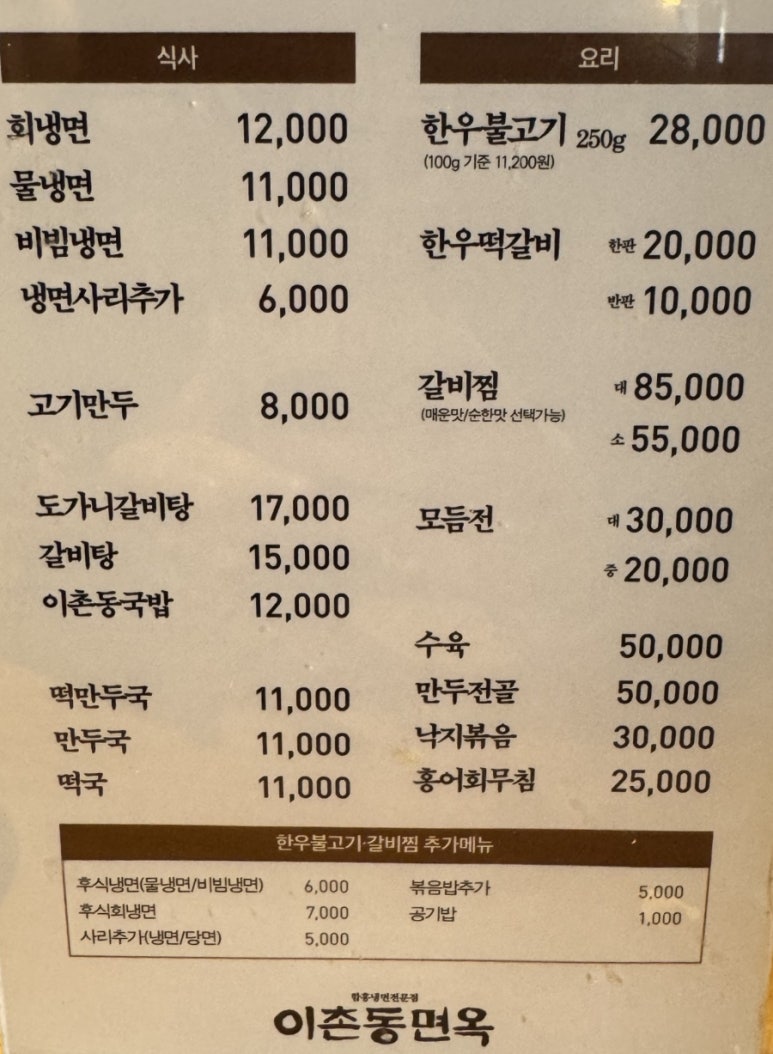 식사
회냉면 12,000
물냉면 11,000
비빔냉면 11,000
냉면사리추가 6,000
고기만두 8,000
도가니갈비탕 17,000
갈비탕 15,000
이촌동국밥 12,000
떡만두국 11,000
만두국 11,000
떡국 11,000
요리
한우불고기 250g 28,000
(100g 기준 11,200원)
한우떡갈비 한판 20,000
반판 10,000
갈비찜 대 85,000
(매운맛/순한맛 선택가능)
소 55,000
모듬전 대 30,000
중 20,000
수육 50,000
만두전골 50,000
낙지볶음 30,000
홍어회무침 25,000
한우불고기·갈비찜 추가메뉴
후식냉면(물냉면/비빔냉면) 6,000
후식회냉면 7,000
사리추가(냉면/당면) 5,000
볶음밥추가 5,000
공기밥 1,000
함흥냉면전문점
이촌동면옥